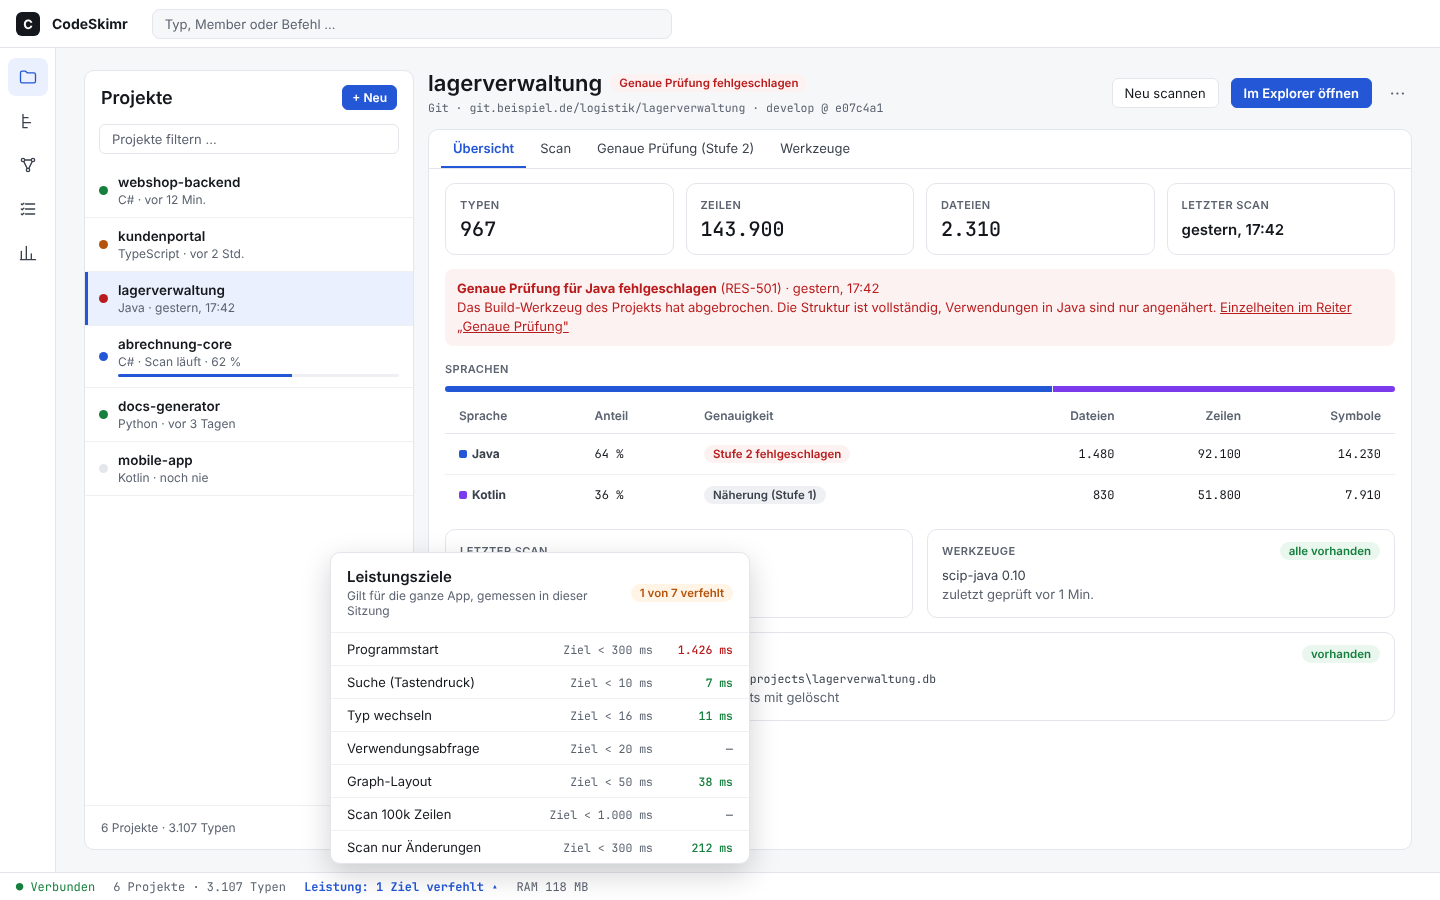 C CodeSkimr Typ, Member oder Befehl ...
Projekte + Neu
Projekte filtern ...
webshop-backend
C# · vor 12 Min.
kundenportal
TypeScript · vor 2 Std.
lagerverwaltung
Java · gestern, 17:42
abrechnung-core
C# · Scan läuft · 62 %
docs-generator
Python · vor 3 Tagen
mobile-app
Kotlin · noch nie
6 Projekte · 3.107 Typen
lagerverwaltung Genaue Prüfung fehlgeschlagen
Git · git.beispiel.de/logistik/lagerverwaltung · develop @ e07c4a1
Neu scannen Im Explorer öffnen ···
Übersicht Scan Genaue Prüfung (Stufe 2) Werkzeuge
TYPEN
967
ZEILEN
143.900
DATEIEN
2.310
LETZTER SCAN
gestern, 17:42
Genaue Prüfung für Java fehlgeschlagen (RES-501) · gestern, 17:42
Das Build-Werkzeug des Projekts hat abgebrochen. Die Struktur ist vollständig, Verwendungen in Java sind nur angenähert. Einzelheiten im Reiter
„Genaue Prüfung"
SPRACHEN
Sprache Anteil Genauigkeit Dateien Zeilen Symbole
Java 64 % Stufe 2 fehlgeschlagen 1.480 92.100 14.230
Kotlin 36 % Näherung (Stufe 1) 830 51.800 7.910
LETZTER SCAN
WERKZEUGE alle vorhanden
scip-java 0.10
zuletzt geprüft vor 1 Min.
vorhanden
projects\lagerverwaltung.db
ts mit gelöscht
Leistungsziele
Gilt für die ganze App, gemessen in dieser
Sitzung
1 von 7 verfehlt
Programmstart Ziel < 300 ms 1.426 ms
Suche (Tastendruck) Ziel < 10 ms 7 ms
Typ wechseln Ziel < 16 ms 11 ms
Verwendungsabfrage Ziel < 20 ms –
Graph-Layout Ziel < 50 ms 38 ms
Scan 100k Zeilen Ziel < 1.000 ms –
Scan nur Änderungen Ziel < 300 ms 212 ms
Verbunden 6 Projekte · 3.107 Typen Leistung: 1 Ziel verfehlt ▴ RAM 118 MB